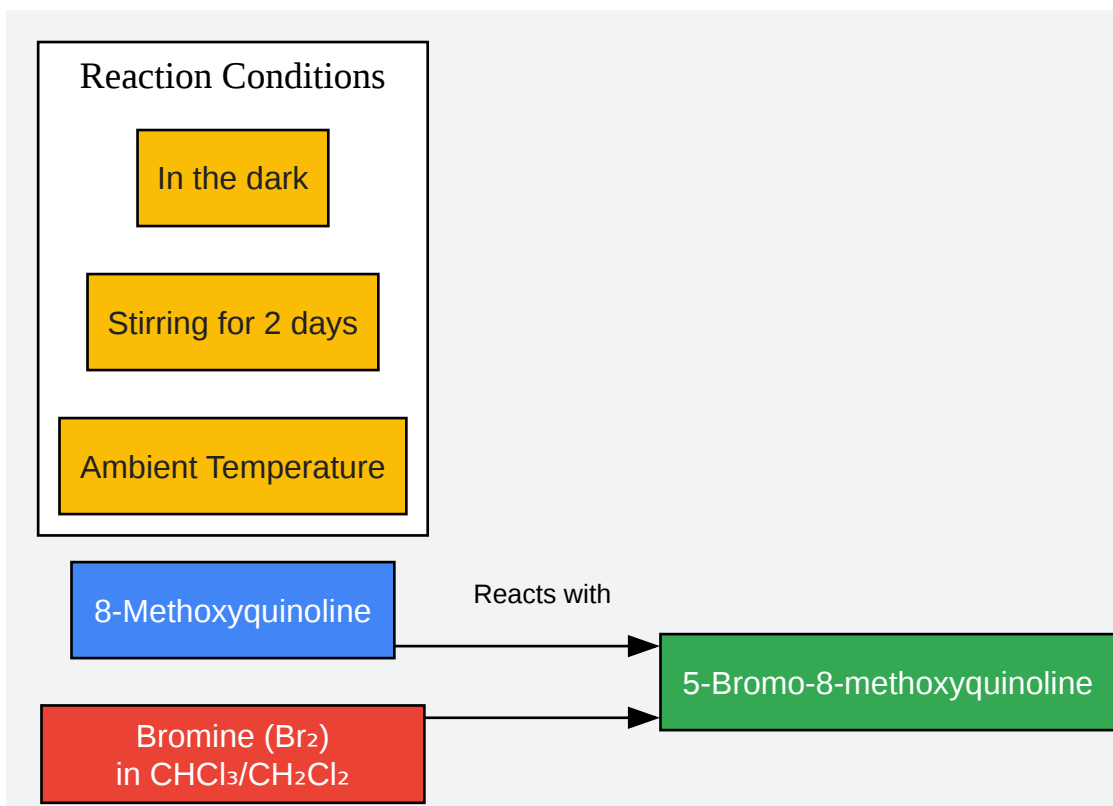 Reaction Conditions
In the dark
Stirring for 2 days
Ambient Temperature
8-Methoxyquinoline
Reacts with
5-Bromo-8-methoxyquinoline
Bromine (Br₂)
in CHCl₃/CH₂Cl₂